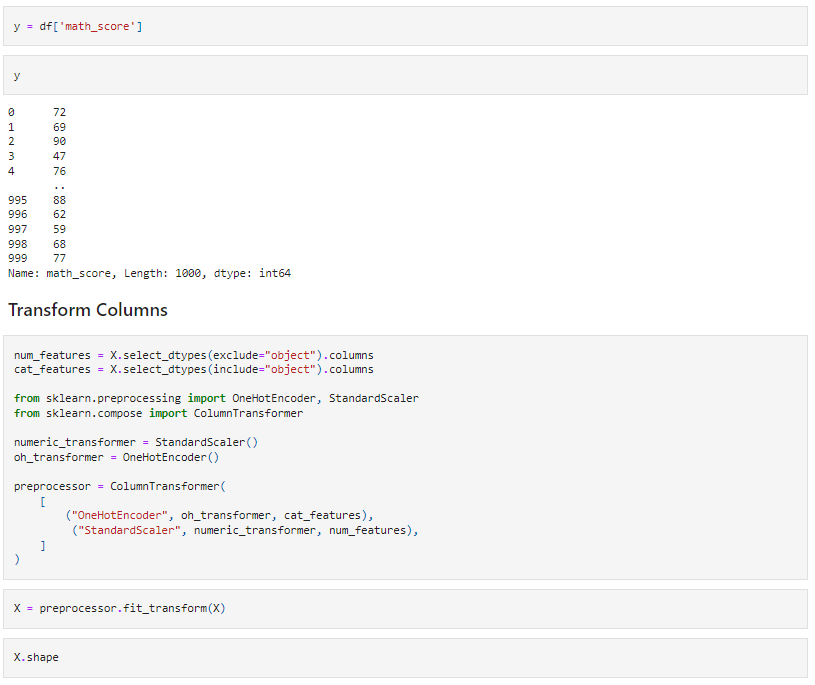 y = df['math_score']
y
0      72
1      69
2      90
3      47
4      76
       ..
995    88
996    62
997    59
998    68
999    77
Name: math_score, Length: 1000, dtype: int64
Transform Columns
num_features = X.select_dtypes(exclude="object").columns
cat_features = X.select_dtypes(include="object").columns
from sklearn.preprocessing import OneHotEncoder, StandardScaler
from sklearn.compose import ColumnTransformer
numeric_transformer = StandardScaler()
oh_transformer = OneHotEncoder()
preprocessor = ColumnTransformer(
    [
        ("OneHotEncoder", oh_transformer, cat_features),
         ("StandardScaler", numeric_transformer, num_features),
    ]
)
X = preprocessor.fit_transform(X)
X.shape